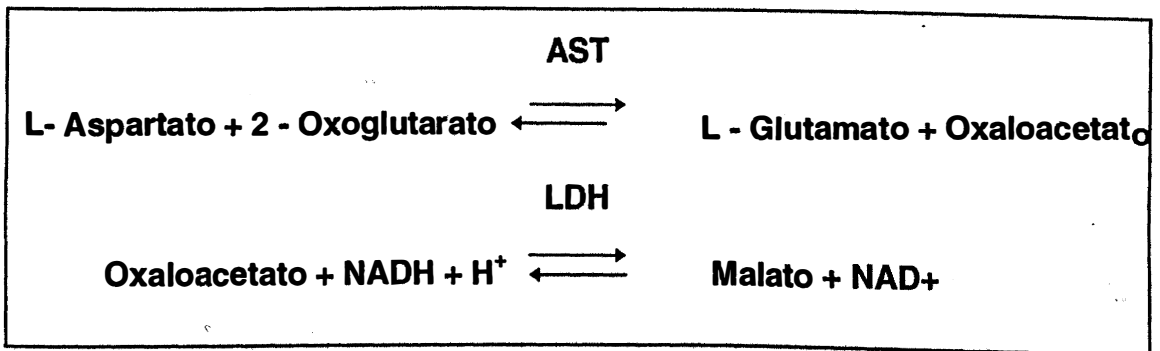 AST
L- Aspartato + 2 - Oxoglutarato ⇄ L - Glutamato + Oxaloacetato
LDH
Oxaloacetato + NADH + H⁺ ⇄ Malato + NAD+